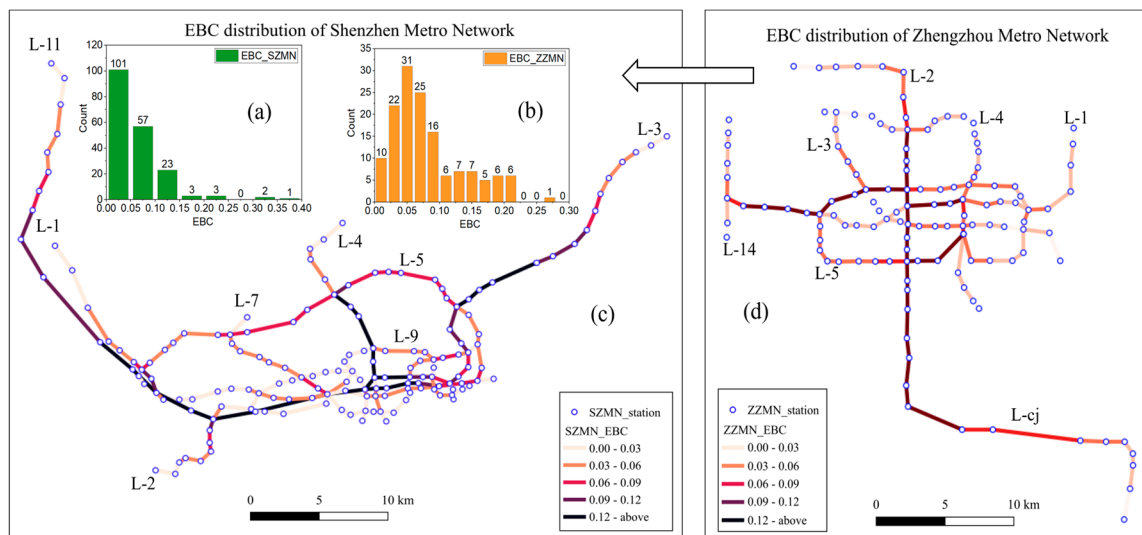 EBC distribution of Shenzhen Metro Network
L-11
120
100
80
60
40
20
0
Count
101
57
23
3
3
0
2
1
EBC_SZMN
(a)
0.00 0.05 0.10 0.15 0.20 0.25 0.30 0.35 0.40
EBC
35
30
25
20
15
10
5
0
Count
10
22
31
25
16
6
7
7
5
6
6
0
0
1
0
EBC_ZZMN
(b)
0.00 0.05 0.10 0.15 0.20 0.25 0.30
EBC
L-3
L-1
L-4
L-5
L-7
L-9
(c)
L-2
0 5 10 km
SZMN_station
SZMN_EBC
0.00 - 0.03
0.03 - 0.06
0.06 - 0.09
0.09 - 0.12
0.12 - above
EBC distribution of Zhengzhou Metro Network
L-2
L-4
L-1
L-3
L-14
L-5
(d)
L-cj
ZZMN_station
ZZMN_EBC
0.00 - 0.03
0.03 - 0.06
0.06 - 0.09
0.09 - 0.12
0.12 - above
0 5 10 km